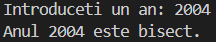 Introduceti un an: 2004
Anul 2004 este bisect.